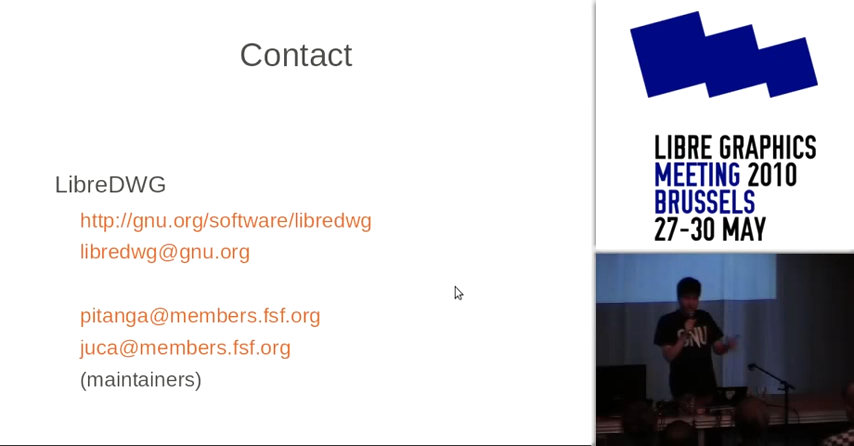 Contact
LibreDWG
http://gnu.org/software/libredwg
libredwg@gnu.org
pitanga@members.fsf.org
juca@members.fsf.org
(maintainers)
LIBRE GRAPHICS
MEETING 2010
BRUSSELS
27-30 MAY
GNU